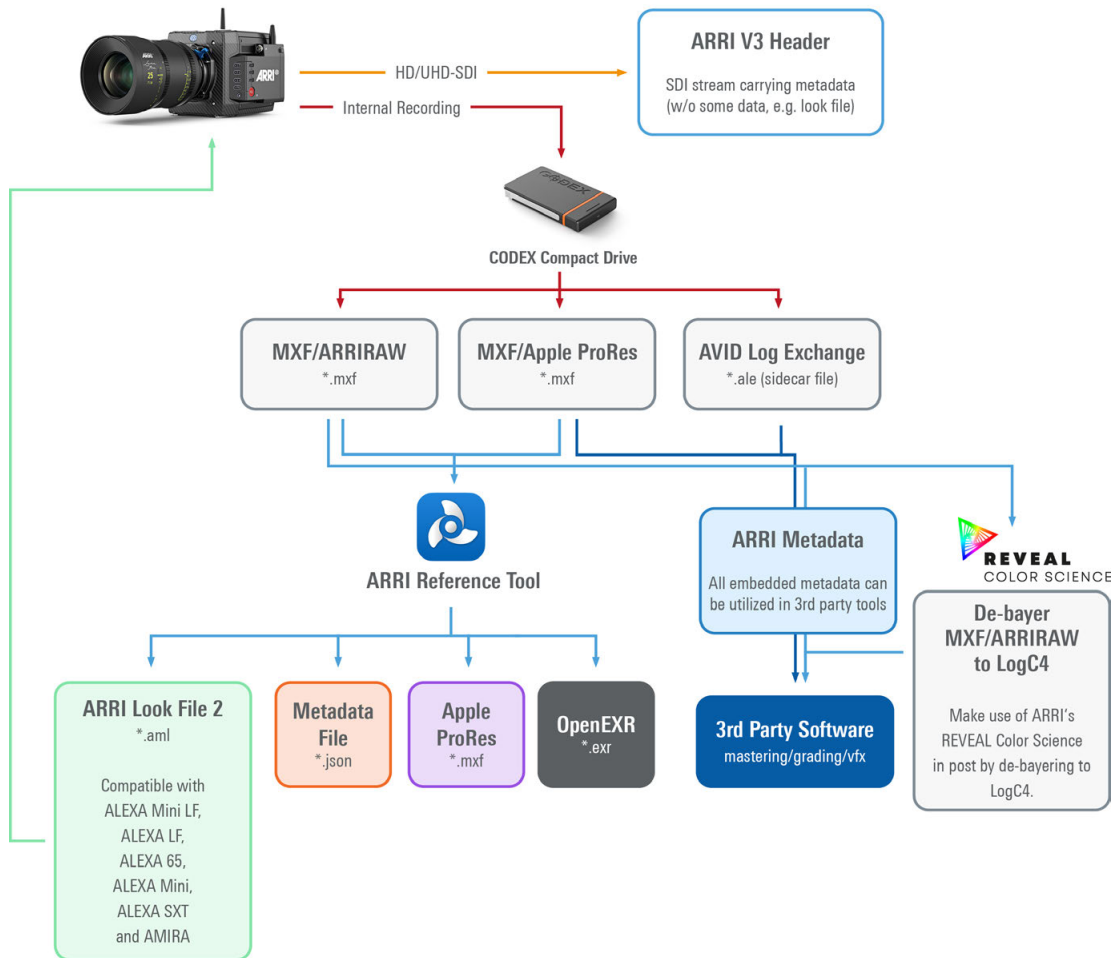 ARRI
25
ARRI
HD/UHD-SDI
Internal Recording
ARRI V3 Header
SDI stream carrying metadata
(w/o some data, e.g. look file)
CODEX
CODEX Compact Drive
MXF/ARRIRAW
*.mxf
MXF/Apple ProRes
*.mxf
AVID Log Exchange
*.ale (sidecar file)
ARRI Reference Tool
ARRI Metadata
All embedded metadata can
be utilized in 3rd party tools
REVEAL
COLOR SCIENCE
De-bayer
MXF/ARRIRAW
to LogC4
Make use of ARRI's
REVEAL Color Science
in post by de-bayering to
LogC4.
ARRI Look File 2
*.aml
Compatible with
ALEXA Mini LF,
ALEXA LF,
ALEXA 65,
ALEXA Mini,
ALEXA SXT
and AMIRA
Metadata
File
*.json
Apple
ProRes
*.mxf
OpenEXR
*.exr
3rd Party Software
mastering/grading/vfx